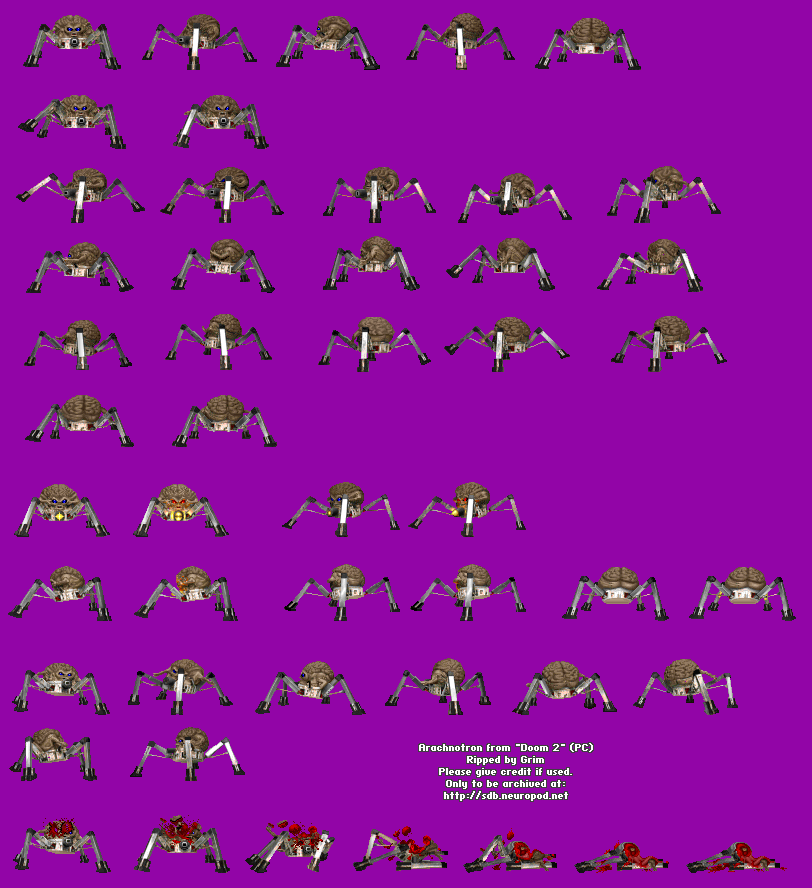 Arachnotron from "Doom 2" (PC)
Ripped by Grim
Please give credit if used.
Only to be archived at:
http://sdb.neuropod.net